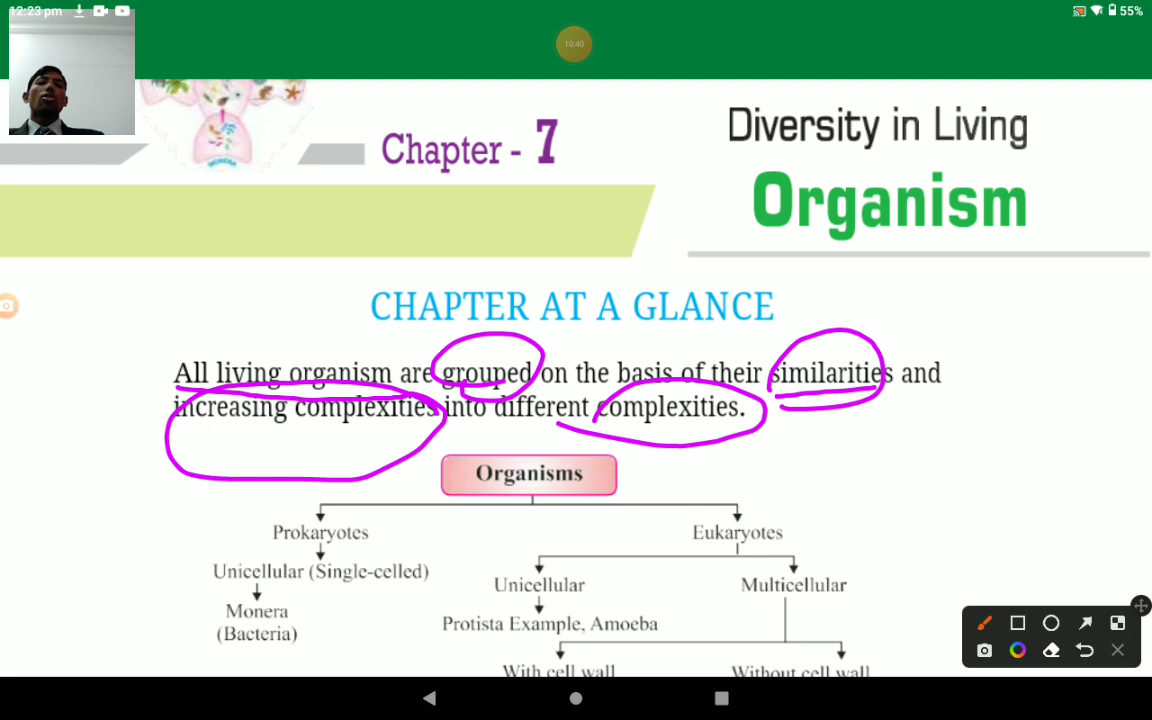 12:23 pm
55%
10:40
Chapter - 7
Diversity in Living
Organism
CHAPTER AT A GLANCE
All living organism are grouped on the basis of their similarities and
increasing complexities into different complexities.
Organisms
Prokaryotes
Eukaryotes
Unicellular (Single-celled)
Unicellular
Multicellular
Monera
(Bacteria)
Protista Example, Amoeba
With cell wall
Without cell wall